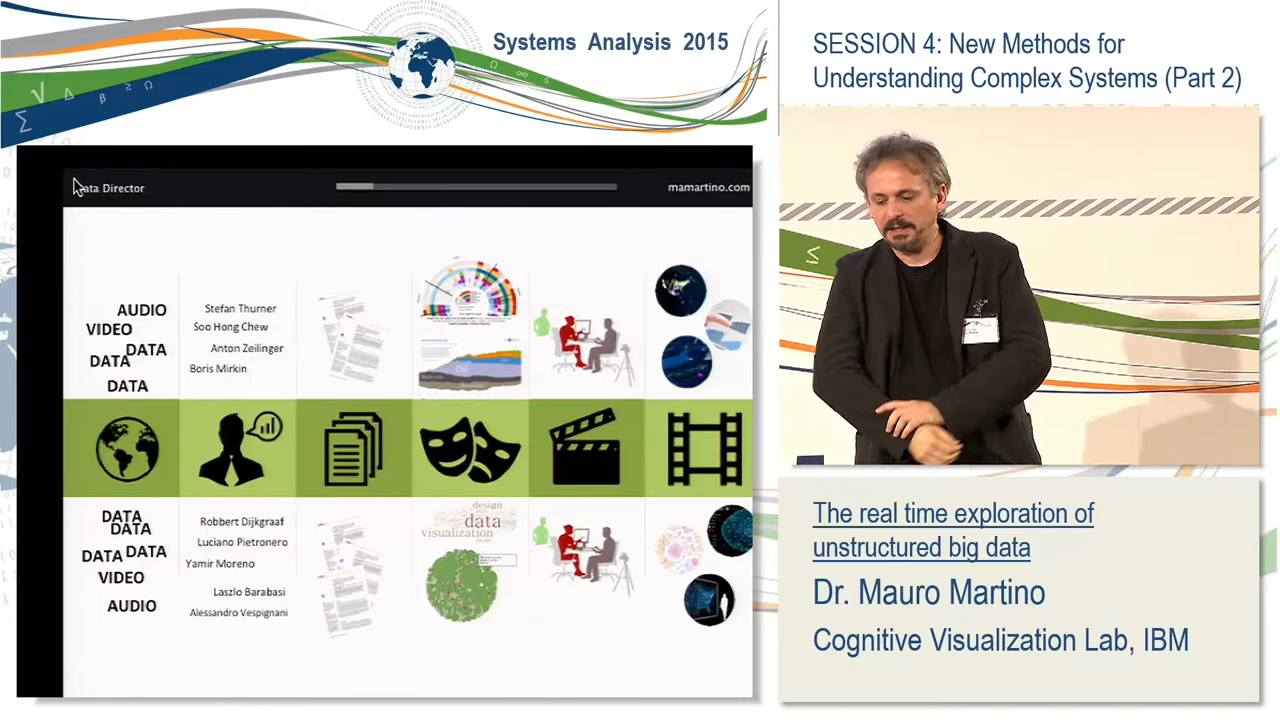 Systems Analysis 2015
SESSION 4: New Methods for
Understanding Complex Systems (Part 2)
ata Director
mamartino.com
AUDIO
VIDEO
DATA
DATA
DATA
Stefan Thurner
Soo Hong Chew
Anton Zeilinger
Boris Mirkin
DATA
DATA
DATA DATA
VIDEO
AUDIO
Robbert Dijkgraaf
Luciano Pietronero
Yamir Moreno
Laszlo Barabasi
Alessandro Vespignani
design
data
visualization
The real time exploration of
unstructured big data
Dr. Mauro Martino
Cognitive Visualization Lab, IBM